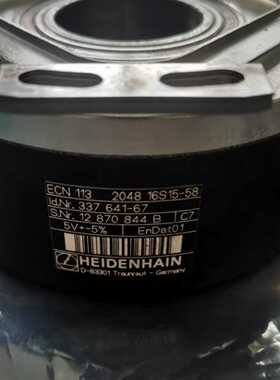 ECN 113 2048 16S15-58
Id.Nr. 337 641-67
S.Nr. 12 870 844 B C7
5V+-5% EnDat01
HEIDENHAIN
D-83301 Traunreut - Germany